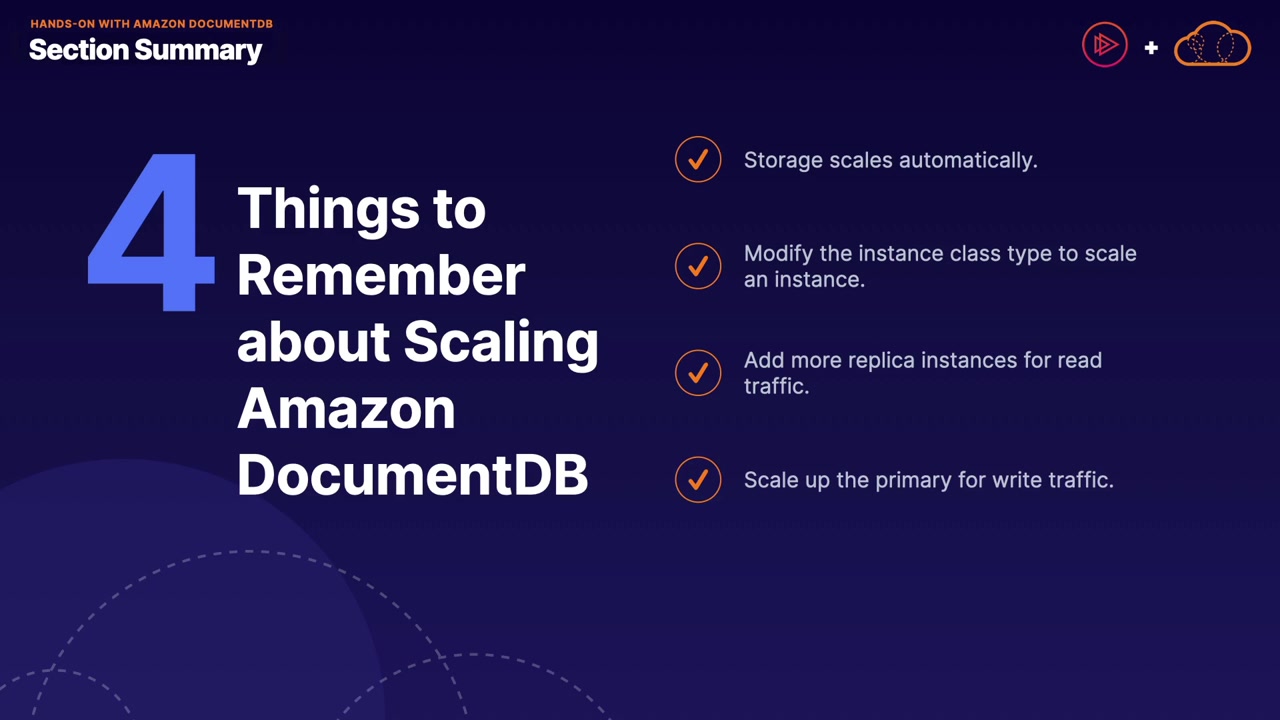 HANDS-ON WITH AMAZON DOCUMENTDB
Section Summary
+
4
Things to
Remember
about Scaling
Amazon
DocumentDB
Storage scales automatically.
Modify the instance class type to scale
an instance.
Add more replica instances for read
traffic.
Scale up the primary for write traffic.